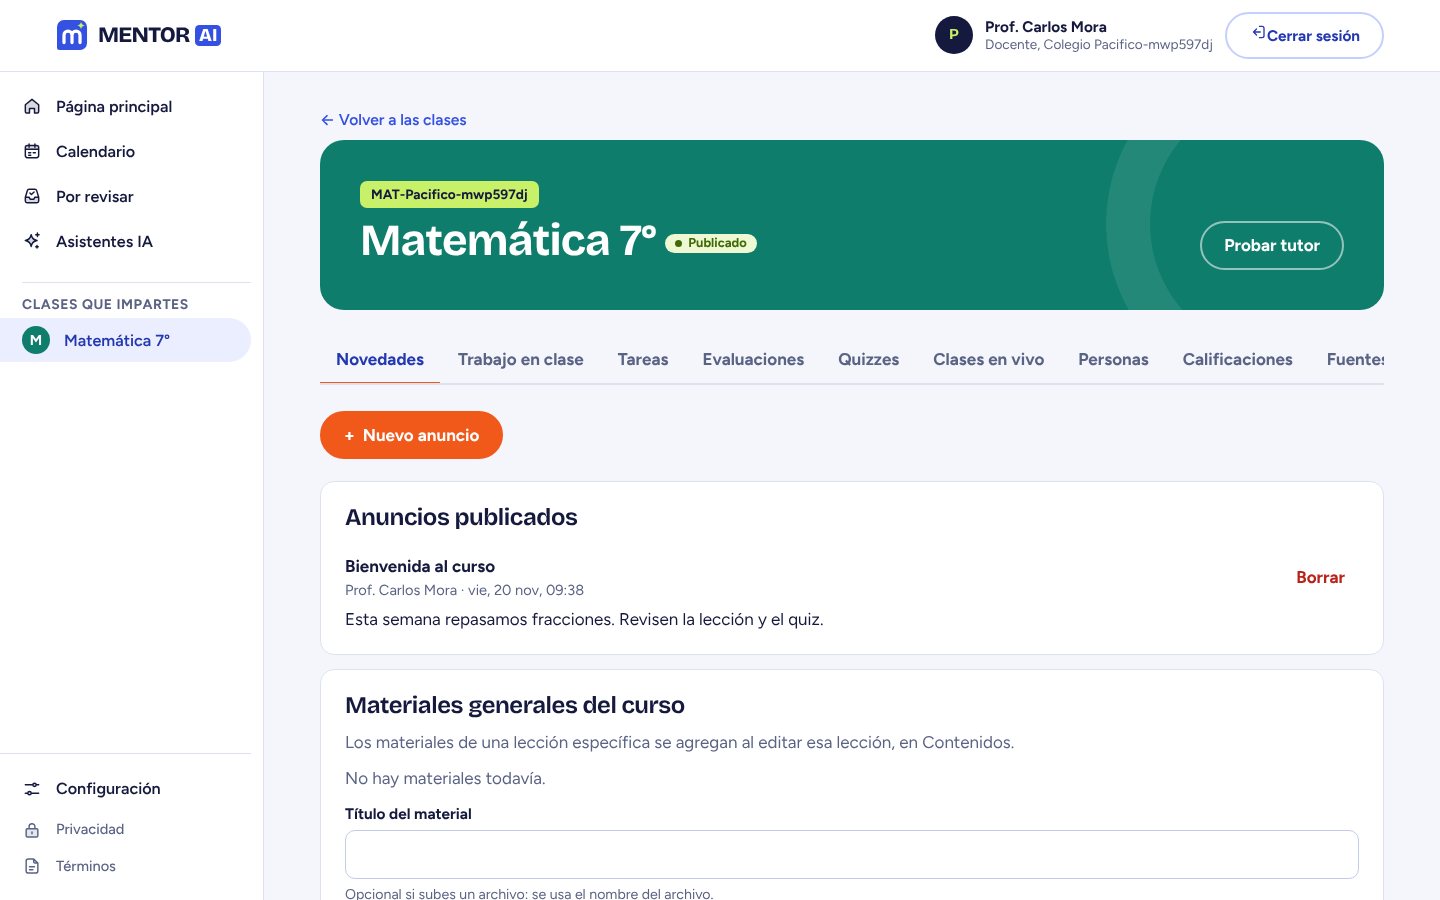 MENTOR AI
P
Prof. Carlos Mora
Docente, Colegio Pacifico-mwp597dj
Cerrar sesión
Página principal
Calendario
Por revisar
Asistentes IA
CLASES QUE IMPARTES
M
Matemática 7°
Configuración
Privacidad
Términos
← Volver a las clases
MAT-Pacifico-mwp597dj
Matemática 7°
Publicado
Probar tutor
Novedades
Trabajo en clase
Tareas
Evaluaciones
Quizzes
Clases en vivo
Personas
Calificaciones
Fuentes
+ Nuevo anuncio
Anuncios publicados
Bienvenida al curso
Prof. Carlos Mora · vie, 20 nov, 09:38
Esta semana repasamos fracciones. Revisen la lección y el quiz.
Borrar
Materiales generales del curso
Los materiales de una lección específica se agregan al editar esa lección, en Contenidos.
No hay materiales todavía.
Título del material
Opcional si subes un archivo: se usa el nombre del archivo.